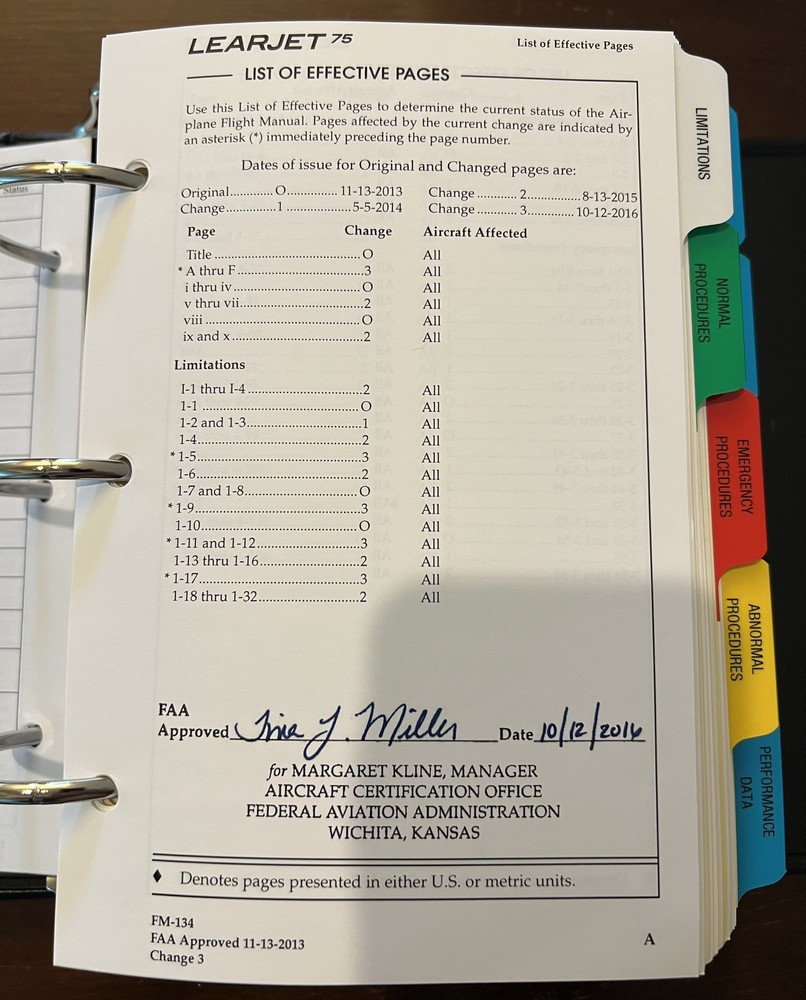 LEARJET 75
List of Effective Pages
LIST OF EFFECTIVE PAGES
Use this List of Effective Pages to determine the current status of the Air-
plane Flight Manual. Pages affected by the current change are indicated by
an asterisk (*) immediately preceding the page number.
Dates of issue for Original and Changed pages are:
Original.............O.............. 11-13-2013 Change ............ 2................8-13-2015
Change..............1 ..................5-5-2014 Change ............ 3.............. 10-12-2016
Page Change Aircraft Affected
Title ........................................O All
* A thru F...................................3 All
i thru iv.....................................O All
v thru vii....................................2 All
viii ..........................................O All
ix and x.....................................2 All
Limitations
I-1 thru I-4 ................................2 All
1-1 ..........................................O All
1-2 and 1-3................................1 All
1-4............................................2 All
* 1-5............................................3 All
1-6............................................2 All
1-7 and 1-8................................O All
* 1-9............................................3 All
1-10..........................................O All
* 1-11 and 1-12............................3 All
1-13 thru 1-16............................2 All
* 1-17..........................................3 All
1-18 thru 1-32............................2 All
FAA
Approved Tina L. Miller Date 10/12/2016
for MARGARET KLINE, MANAGER
AIRCRAFT CERTIFICATION OFFICE
FEDERAL AVIATION ADMINISTRATION
WICHITA, KANSAS
♦ Denotes pages presented in either U.S. or metric units.
FM-134
FAA Approved 11-13-2013
Change 3
A
LIMITATIONS
NORMAL
PROCEDURES
EMERGENCY
PROCEDURES
ABNORMAL
PROCEDURES
PERFORMANCE
DATA
Status